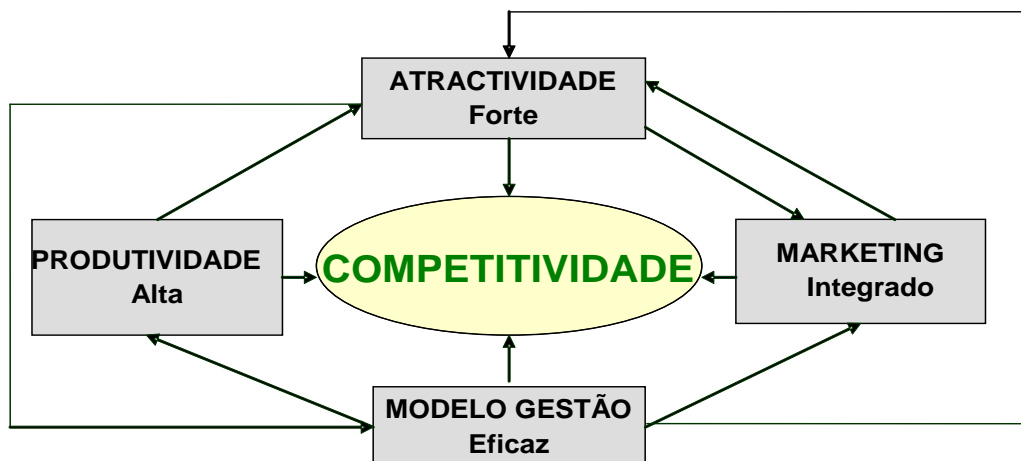 ATRACTIVIDADE
Forte
PRODUTIVIDADE
Alta
COMPETITIVIDADE
MARKETING
Integrado
MODELO GESTÃO
Eficaz